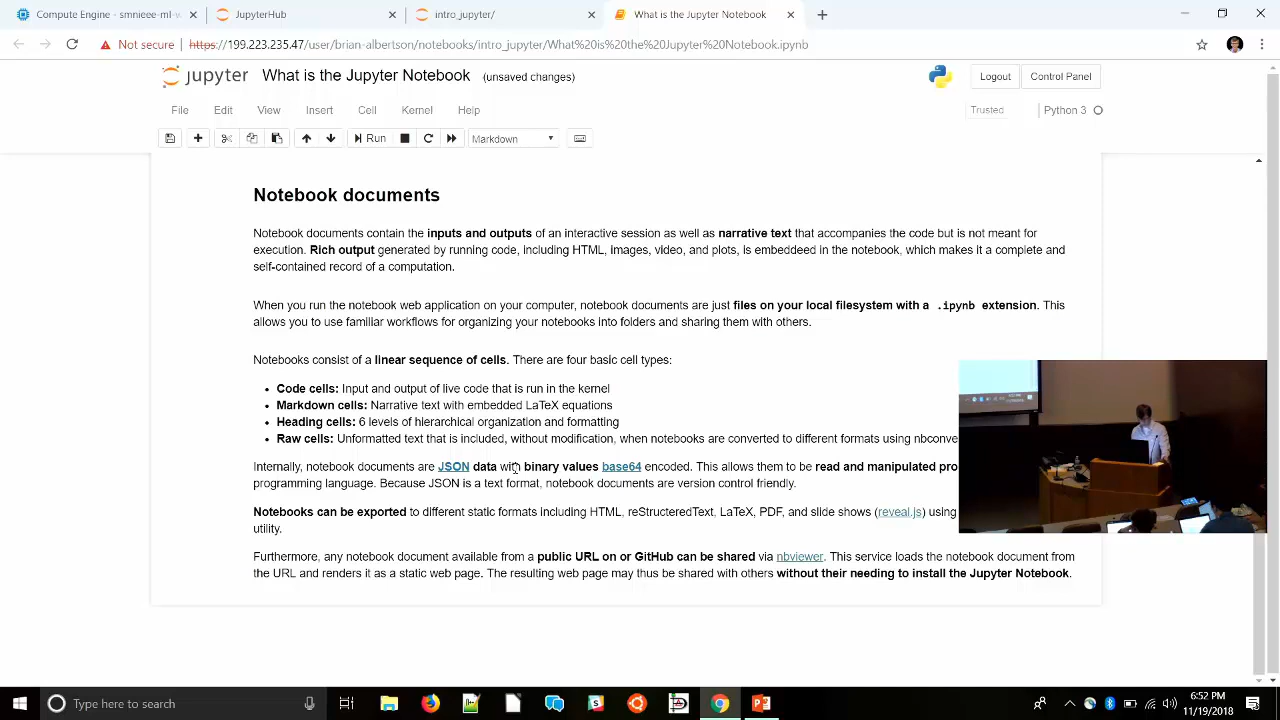 Compute Engine - smnieee-ml-v
JupyterHub
intro_jupyter/
What is the Jupyter Notebook
Not secure
https://199.223.235.47/user/brian-albertson/notebooks/intro_jupyter/What%20is%20the%20Jupyter%20Notebook.ipynb
jupyter What is the Jupyter Notebook (unsaved changes)
Logout Control Panel
File Edit View Insert Cell Kernel Help
Trusted Python 3
Run Markdown
Notebook documents
Notebook documents contain the inputs and outputs of an interactive session as well as narrative text that accompanies the code but is not meant for
execution. Rich output generated by running code, including HTML, images, video, and plots, is embeddeed in the notebook, which makes it a complete and
self-contained record of a computation.
When you run the notebook web application on your computer, notebook documents are just files on your local filesystem with a .ipynb extension. This
allows you to use familiar workflows for organizing your notebooks into folders and sharing them with others.
Notebooks consist of a linear sequence of cells. There are four basic cell types:
• Code cells: Input and output of live code that is run in the kernel
• Markdown cells: Narrative text with embedded LaTeX equations
• Heading cells: 6 levels of hierarchical organization and formatting
• Raw cells: Unformatted text that is included, without modification, when notebooks are converted to different formats using nbconve
Internally, notebook documents are JSON data with binary values base64 encoded. This allows them to be read and manipulated pro
programming language. Because JSON is a text format, notebook documents are version control friendly.
Notebooks can be exported to different static formats including HTML, reStructeredText, LaTeX, PDF, and slide shows (reveal.js) using
utility.
Furthermore, any notebook document available from a public URL on or GitHub can be shared via nbviewer. This service loads the notebook document from
the URL and renders it as a static web page. The resulting web page may thus be shared with others without their needing to install the Jupyter Notebook.
Type here to search
6:52 PM
11/19/2018